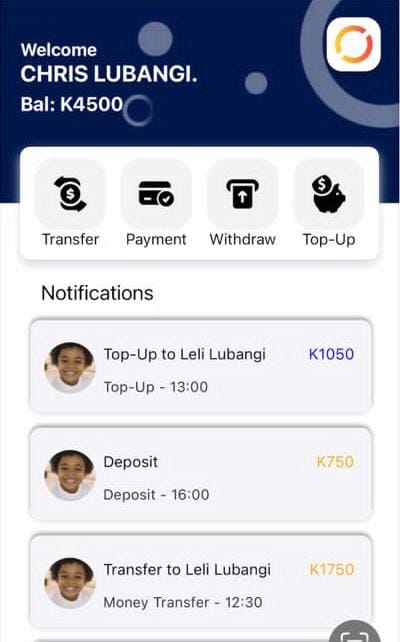 Welcome
CHRIS LUBANGI.
Bal: K4500
Transfer
Payment
Withdraw
Top-Up
Notifications
Top-Up to Leli Lubangi
K1050
Top-Up - 13:00
Deposit
K750
Deposit - 16:00
Transfer to Leli Lubangi
K1750
Money Transfer - 12:30